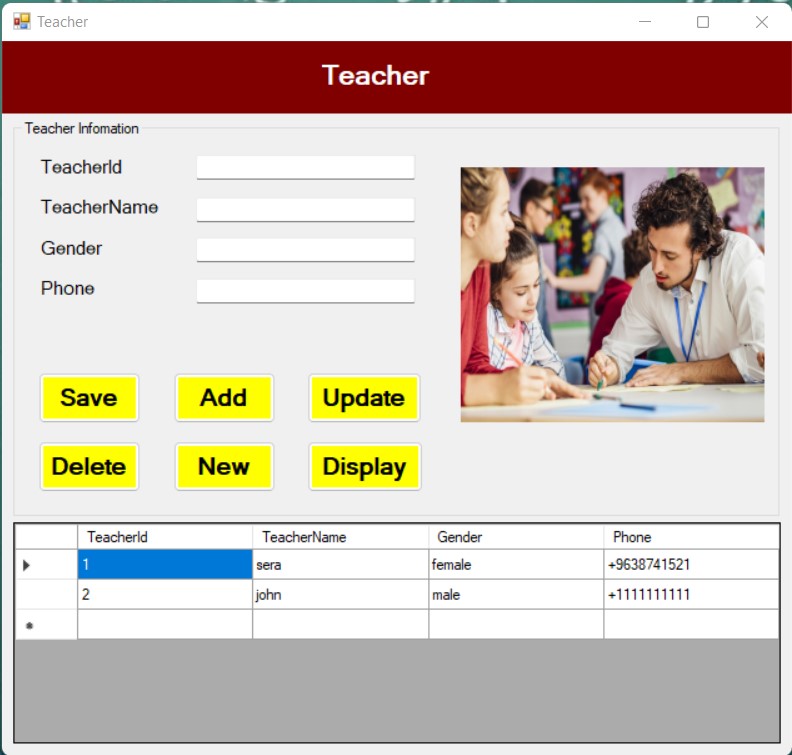 Teacher
Teacher
Teacher Infomation
TeacherId
TeacherName
Gender
Phone
Save Add Update
Delete New Display
TeacherId TeacherName Gender Phone
1 sera female +9638741521
2 john male +1111111111